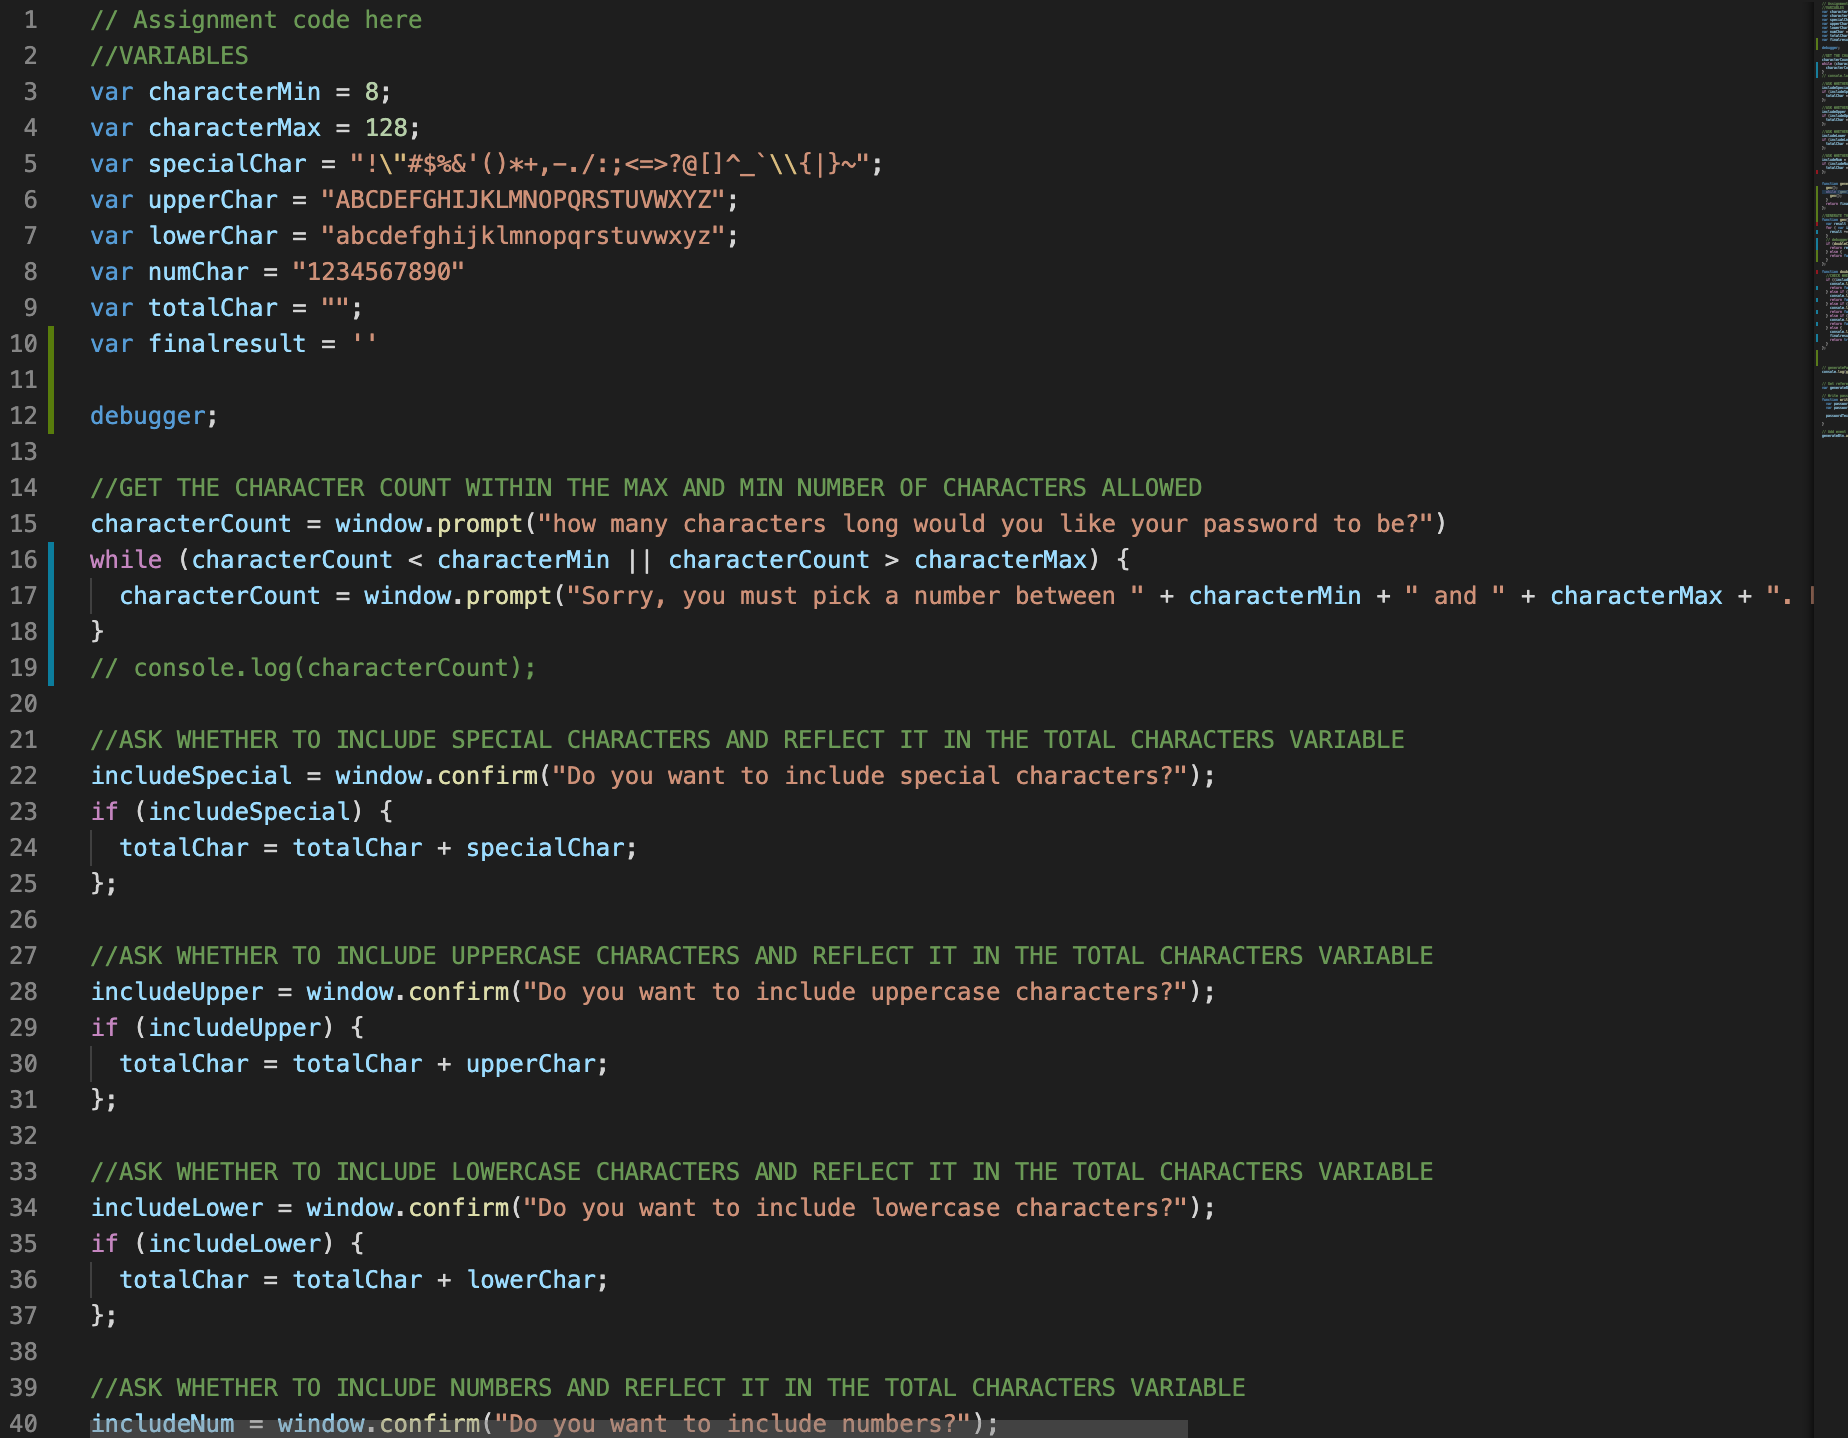 1 // Assignment code here
2 //VARIABLES
3 var characterMin = 8;
4 var characterMax = 128;
5 var specialChar = "!\"#$%&'()*+,-./:;<=>?@[]^_`\\{|}~";
6 var upperChar = "ABCDEFGHIJKLMNOPQRSTUVWXYZ";
7 var lowerChar = "abcdefghijklmnopqrstuvwxyz";
8 var numChar = "1234567890"
9 var totalChar = "";
10 var finalresult = ''
11
12 debugger;
13
14 //GET THE CHARACTER COUNT WITHIN THE MAX AND MIN NUMBER OF CHARACTERS ALLOWED
15 characterCount = window.prompt("how many characters long would you like your password to be?")
16 while (characterCount < characterMin || characterCount > characterMax) {
17 characterCount = window.prompt("Sorry, you must pick a number between " + characterMin + " and " + characterMax + ".
18 }
19 // console.log(characterCount);
20
21 //ASK WHETHER TO INCLUDE SPECIAL CHARACTERS AND REFLECT IT IN THE TOTAL CHARACTERS VARIABLE
22 includeSpecial = window.confirm("Do you want to include special characters?");
23 if (includeSpecial) {
24 totalChar = totalChar + specialChar;
25 };
26
27 //ASK WHETHER TO INCLUDE UPPERCASE CHARACTERS AND REFLECT IT IN THE TOTAL CHARACTERS VARIABLE
28 includeUpper = window.confirm("Do you want to include uppercase characters?");
29 if (includeUpper) {
30 totalChar = totalChar + upperChar;
31 };
32
33 //ASK WHETHER TO INCLUDE LOWERCASE CHARACTERS AND REFLECT IT IN THE TOTAL CHARACTERS VARIABLE
34 includeLower = window.confirm("Do you want to include lowercase characters?");
35 if (includeLower) {
36 totalChar = totalChar + lowerChar;
37 };
38
39 //ASK WHETHER TO INCLUDE NUMBERS AND REFLECT IT IN THE TOTAL CHARACTERS VARIABLE
40 includeNum = window.confirm("Do you want to include numbers?");